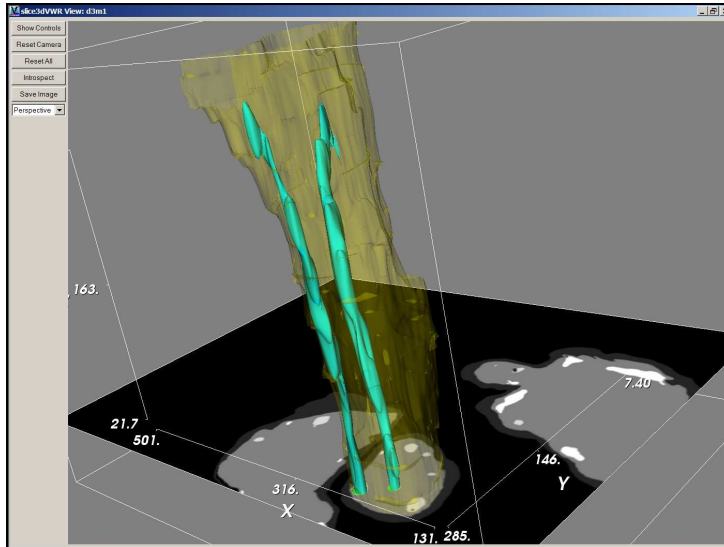 slice3dVWR View: d3m1
Show Controls
Reset Camera
Reset All
Introspect
Save Image
Perspective
163.
21.7
501.
316.
X
131.
285.
146.
Y
7.40